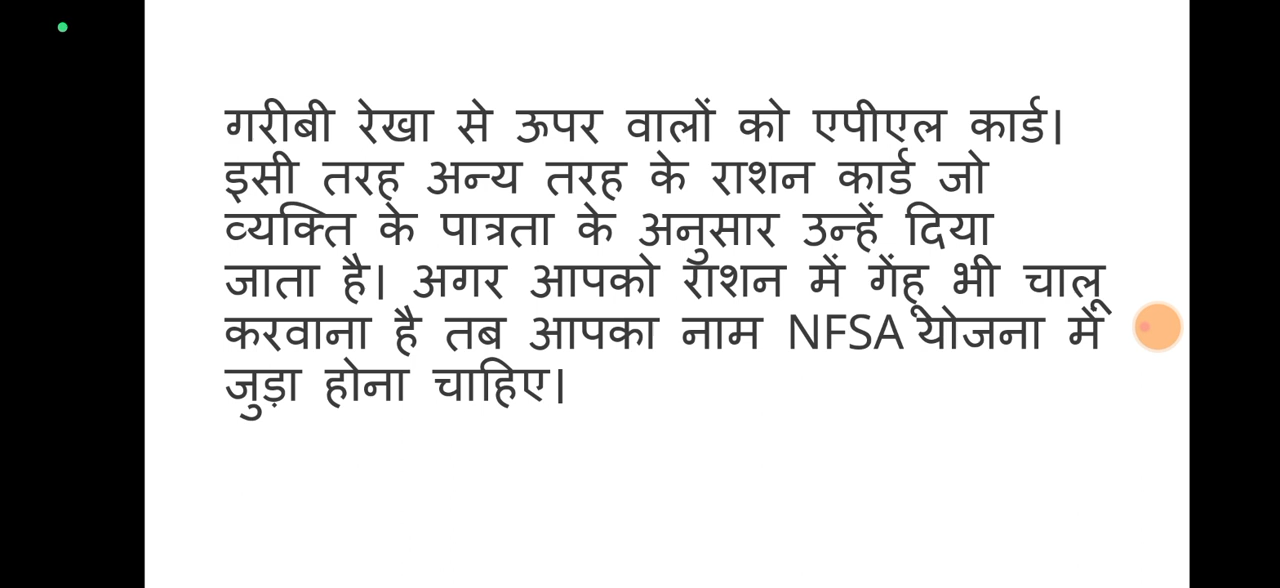 गरीबी रेखा से ऊपर वालों को एपीएल कार्ड।
इसी तरह अन्य तरह के राशन कार्ड जो
व्यक्ति के पात्रता के अनुसार उन्हें दिया
जाता है। अगर आपको राशन में गेंहू भी चालू
करवाना है तब आपका नाम NFSA योजना में
जुड़ा होना चाहिए।